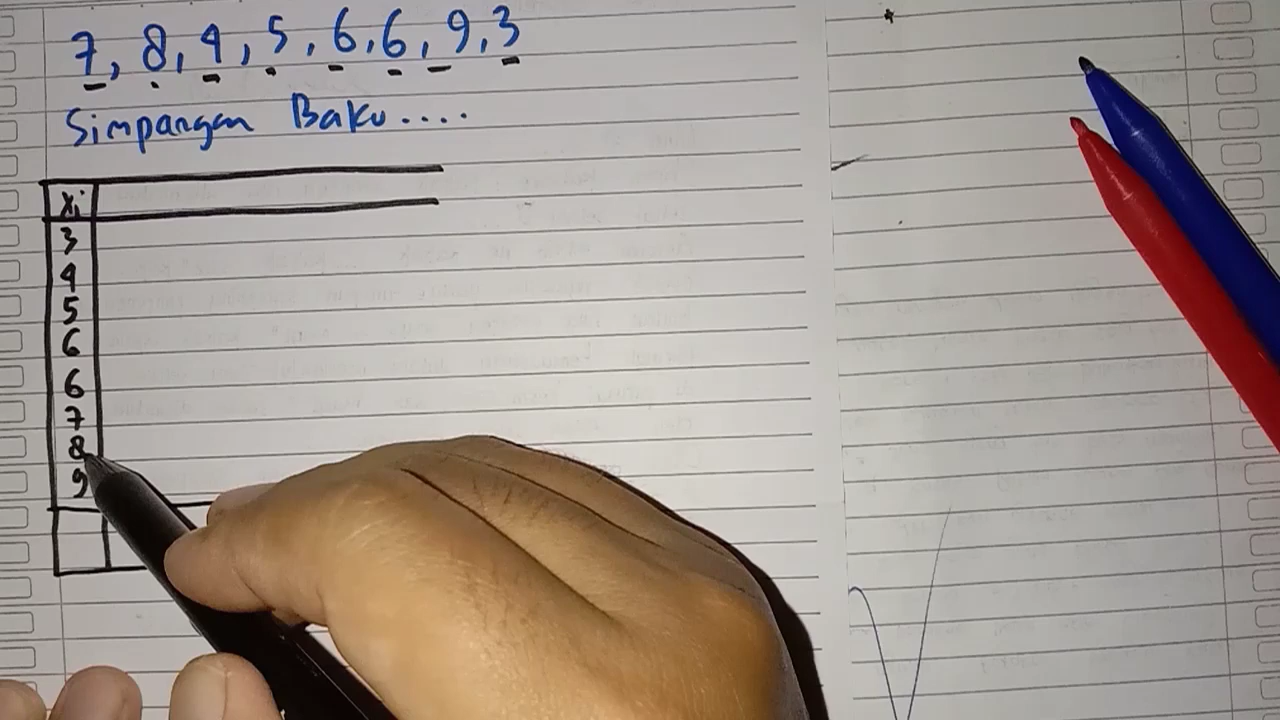 7, 8, 4, 5, 6, 6, 9, 3
Simpangan Baku....
xi
3
4
5
6
6
7
8
9